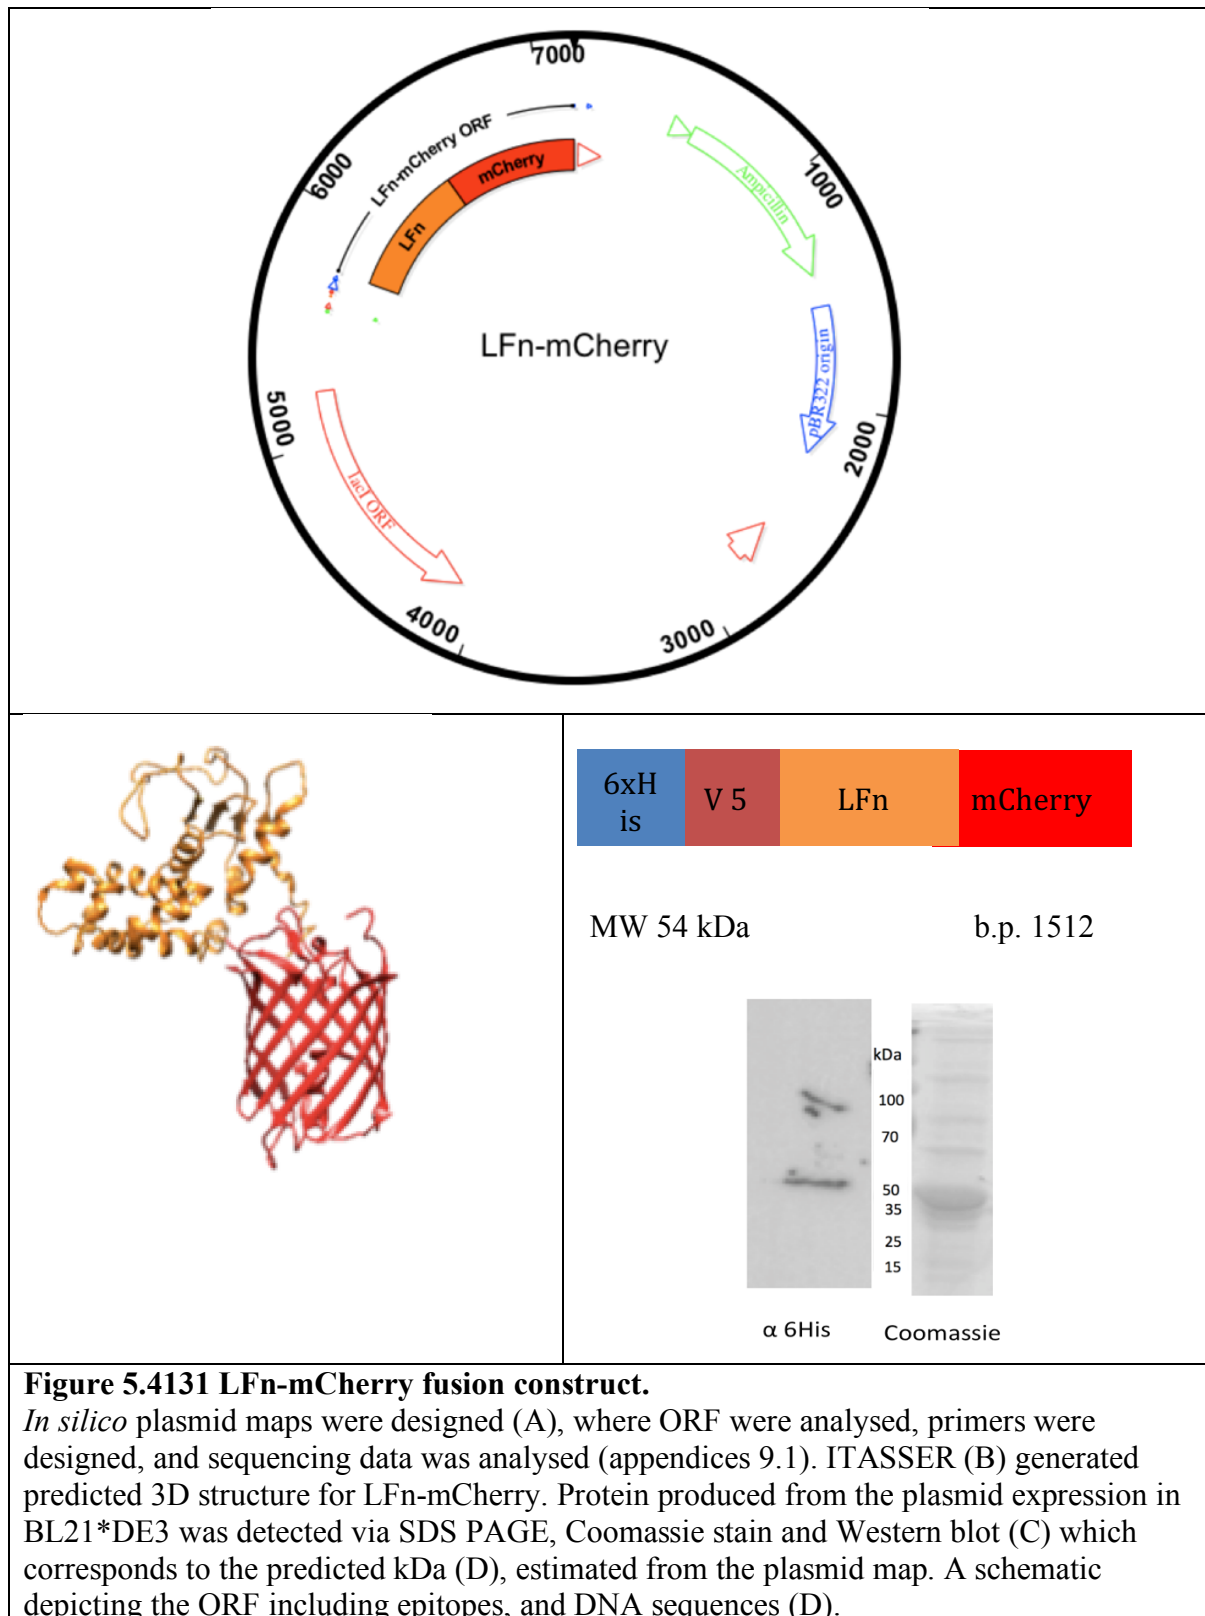 7000
1000
2000
3000
4000
5000
6000
LFn-mCherry ORF
LFn
mCherry
Ampicillin
pBR322 origin
lacI ORF
LFn-mCherry
6xH
is
V 5
LFn
mCherry
MW 54 kDa
b.p. 1512
kDa
100
70
50
35
25
15
α 6His
Coomassie
Figure 5.4131 LFn-mCherry fusion construct.
In silico plasmid maps were designed (A), where ORF were analysed, primers were
designed, and sequencing data was analysed (appendices 9.1). ITASSER (B) generated
predicted 3D structure for LFn-mCherry. Protein produced from the plasmid expression in
BL21*DE3 was detected via SDS PAGE, Coomassie stain and Western blot (C) which
corresponds to the predicted kDa (D), estimated from the plasmid map. A schematic
depicting the ORF including epitopes, and DNA sequences (D).